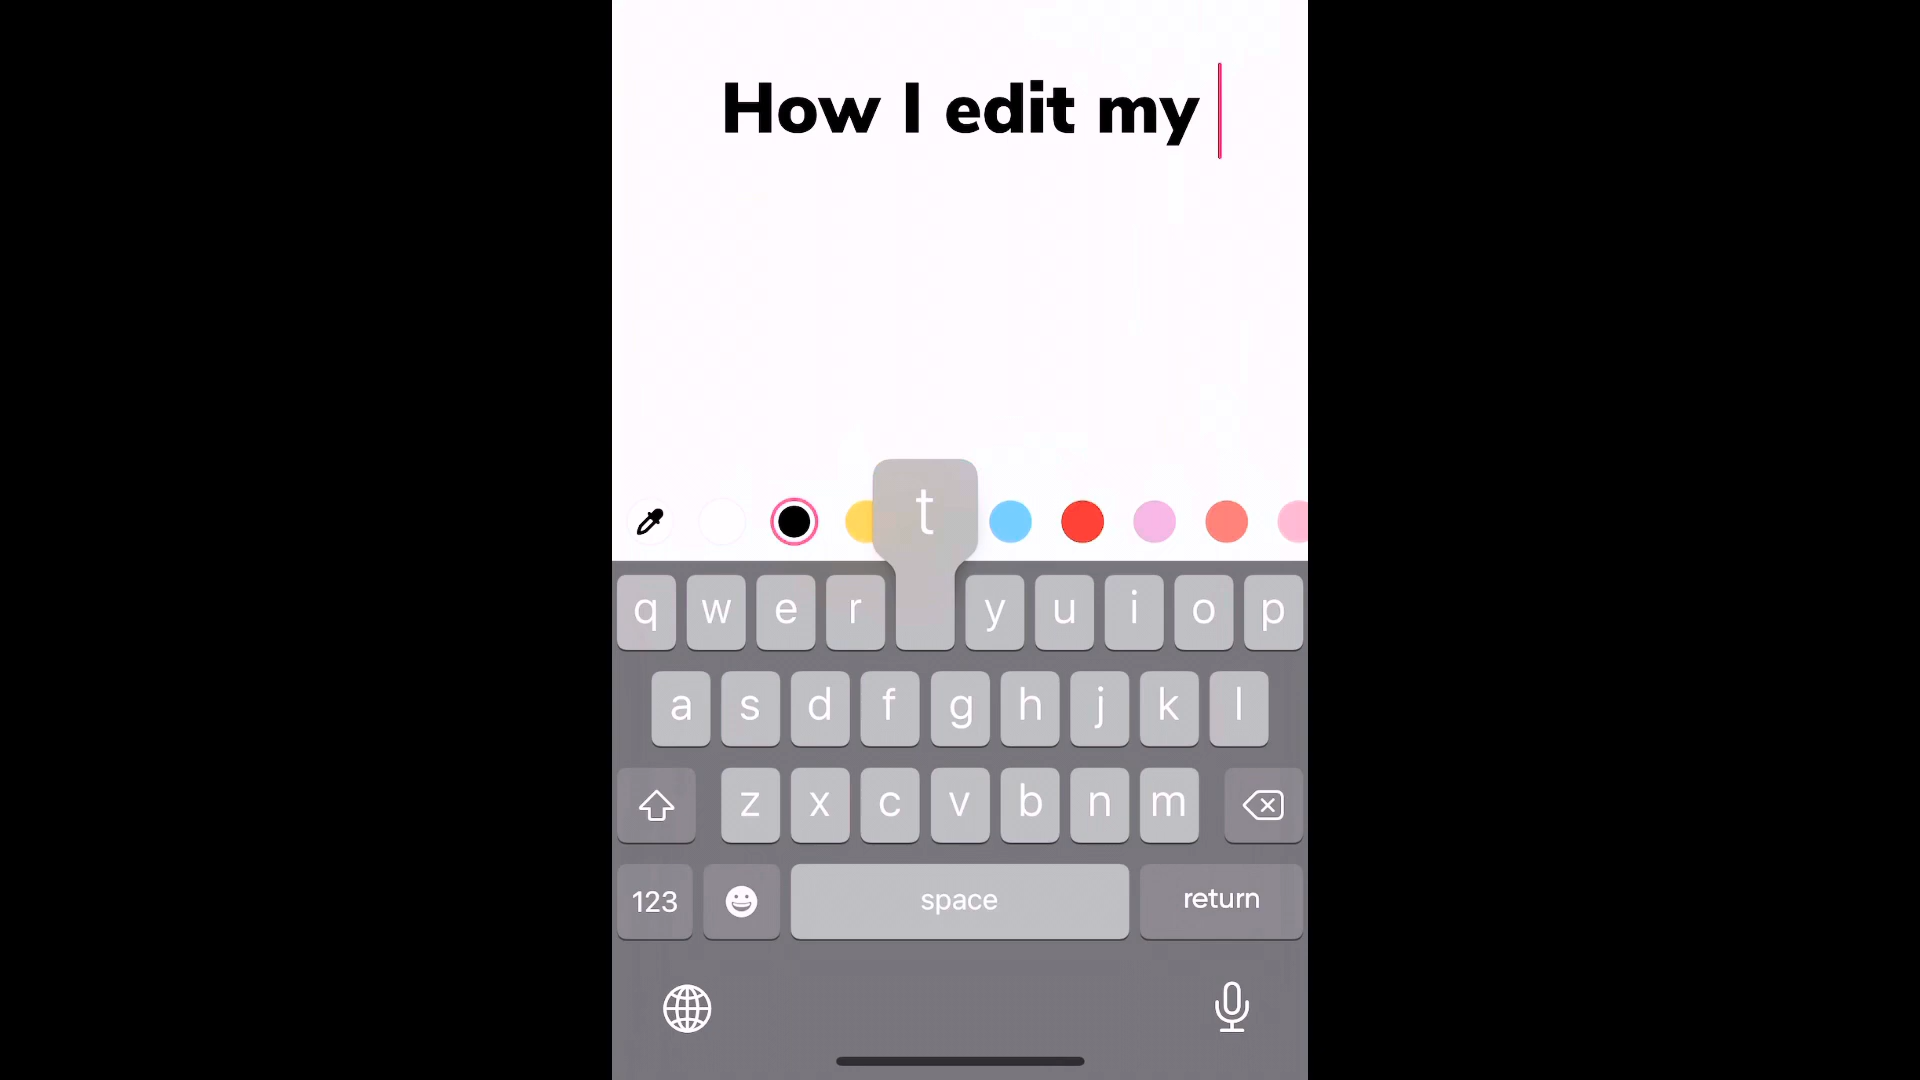 How I edit my
t
q w e r y u i o p
a s d f g h j k l
z x c v b n m
123 space return